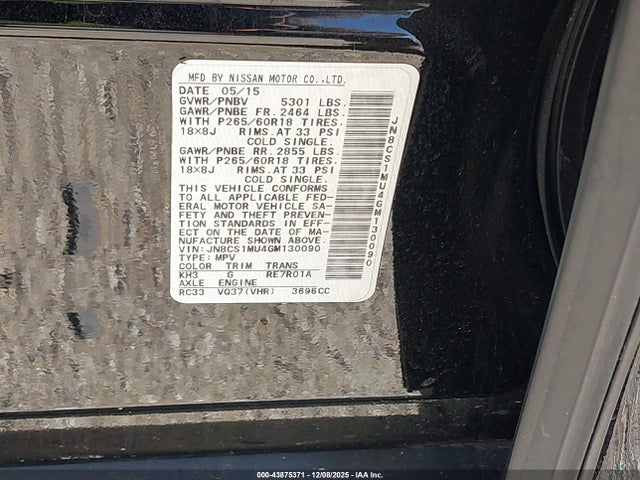 MFD BY NISSAN MOTOR CO.,LTD.
DATE 05/15
GVWR/PNBV 5301 LBS.
GAWR/PNBE FR. 2464 LBS.
WITH P265/60R18 TIRES.
18×8J RIMS.AT 33 PSI
COLD SINGLE.
GAWR/PNBE RR. 2855 LBS.
WITH P265/60R18 TIRES.
18×8J RIMS.AT 33 PSI
COLD SINGLE.
THIS VEHICLE CONFORMS
TO ALL APPLICABLE FED-
ERAL MOTOR VEHICLE SA-
FETY AND THEFT PREVEN-
TION STANDARDS IN EFF-
ECT ON THE DATE OF MA-
NUFACTURE SHOWN ABOVE.
VIN: JN8CS1MU4GM130090
TYPE: MPV
COLOR TRIM TRANS
KH3 G RE7R01A
AXLE ENGINE
RC33 VQ37(VHR) 3696CC
JN8CS1MU4GM130090
000-43875371 - 12/08/2025 - IAA Inc.